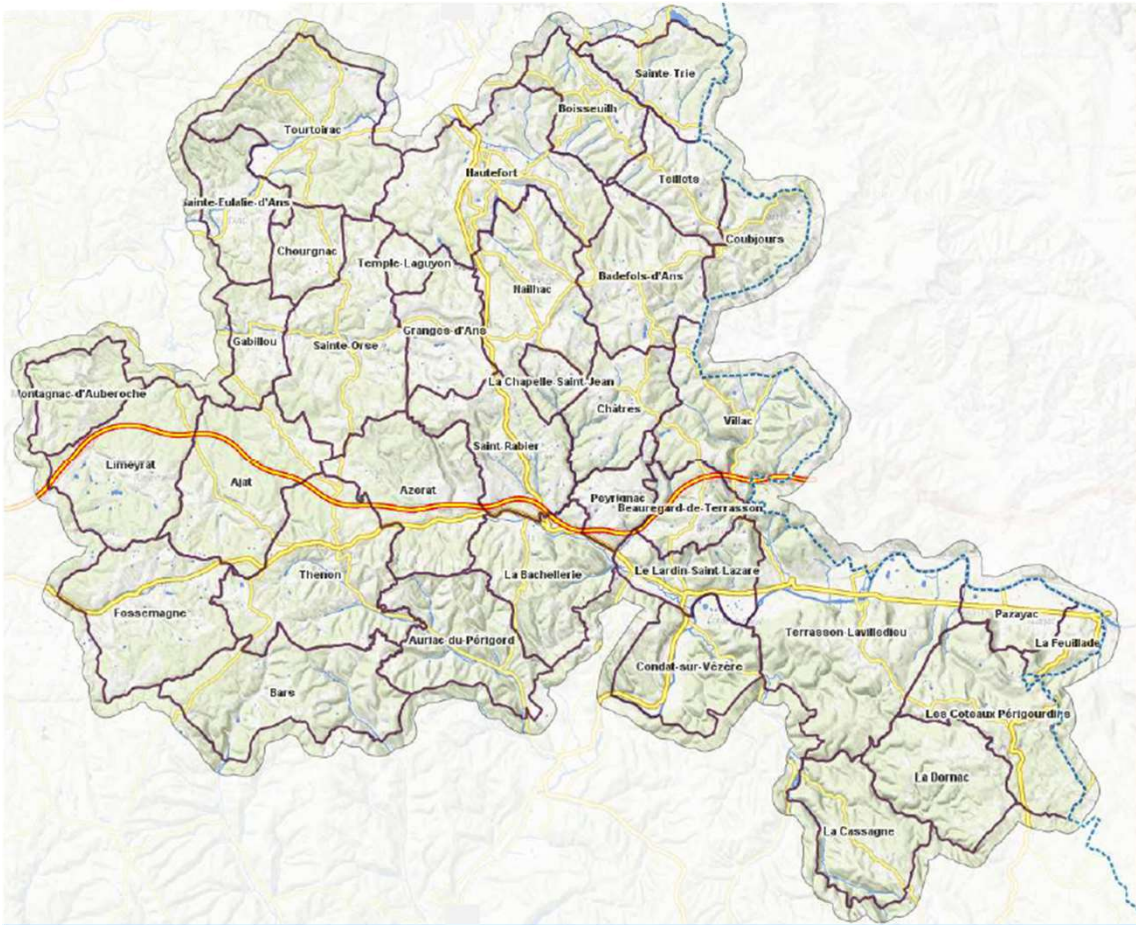 Sainte-Trie
Boisseuilh
Tourtoirac
Hautefort
Teillots
Sainte-Eulalie-d'Ans
Coubjours
Chourgnac
Temple-Laguyon
Badefols-d'Ans
Nailhac
Granges-d'Ans
Gabillou
Sainte-Orse
La Chapelle-Saint-Jean
Montagnac-d'Auberoche
Châtres
Villac
Saint-Rabier
Limeyrat
Ajat
Azerat
Peyrignac
Beauregard-de-Terrasson
Thenon
La Bachellerie
Le Lardin-Saint-Lazare
Fossemagne
Pazayac
Terrasson-Lavilledieu
Auriac-du-Périgord
La Feuillade
Condat-sur-Vézère
Bars
Les Coteaux Périgourdins
La Dornac
La Cassagne